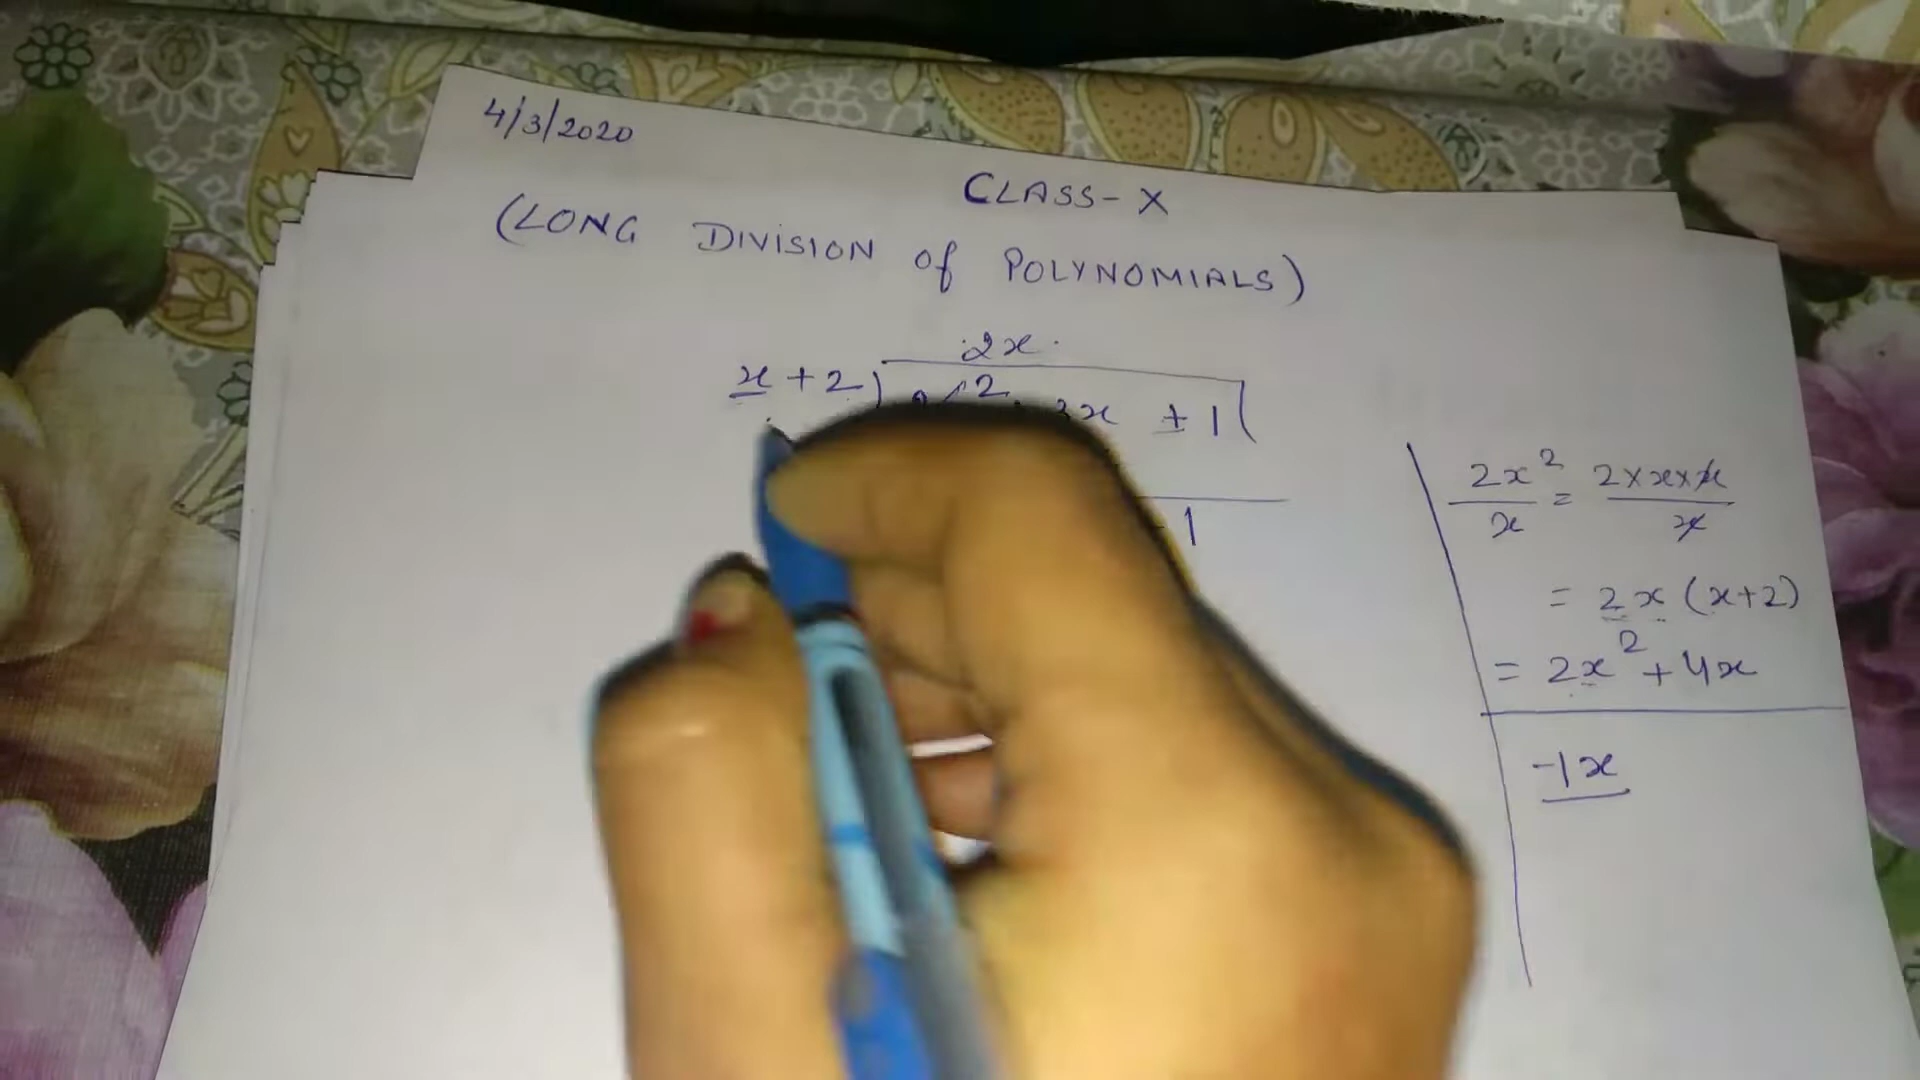 4/3/2020
CLASS-X
(LONG DIVISION of POLYNOMIALS)
2x
x + 2) 3x + 1(
1
2x² / x = 2×x×x / x
= 2x (x+2)
= 2x² + 4x
-1x